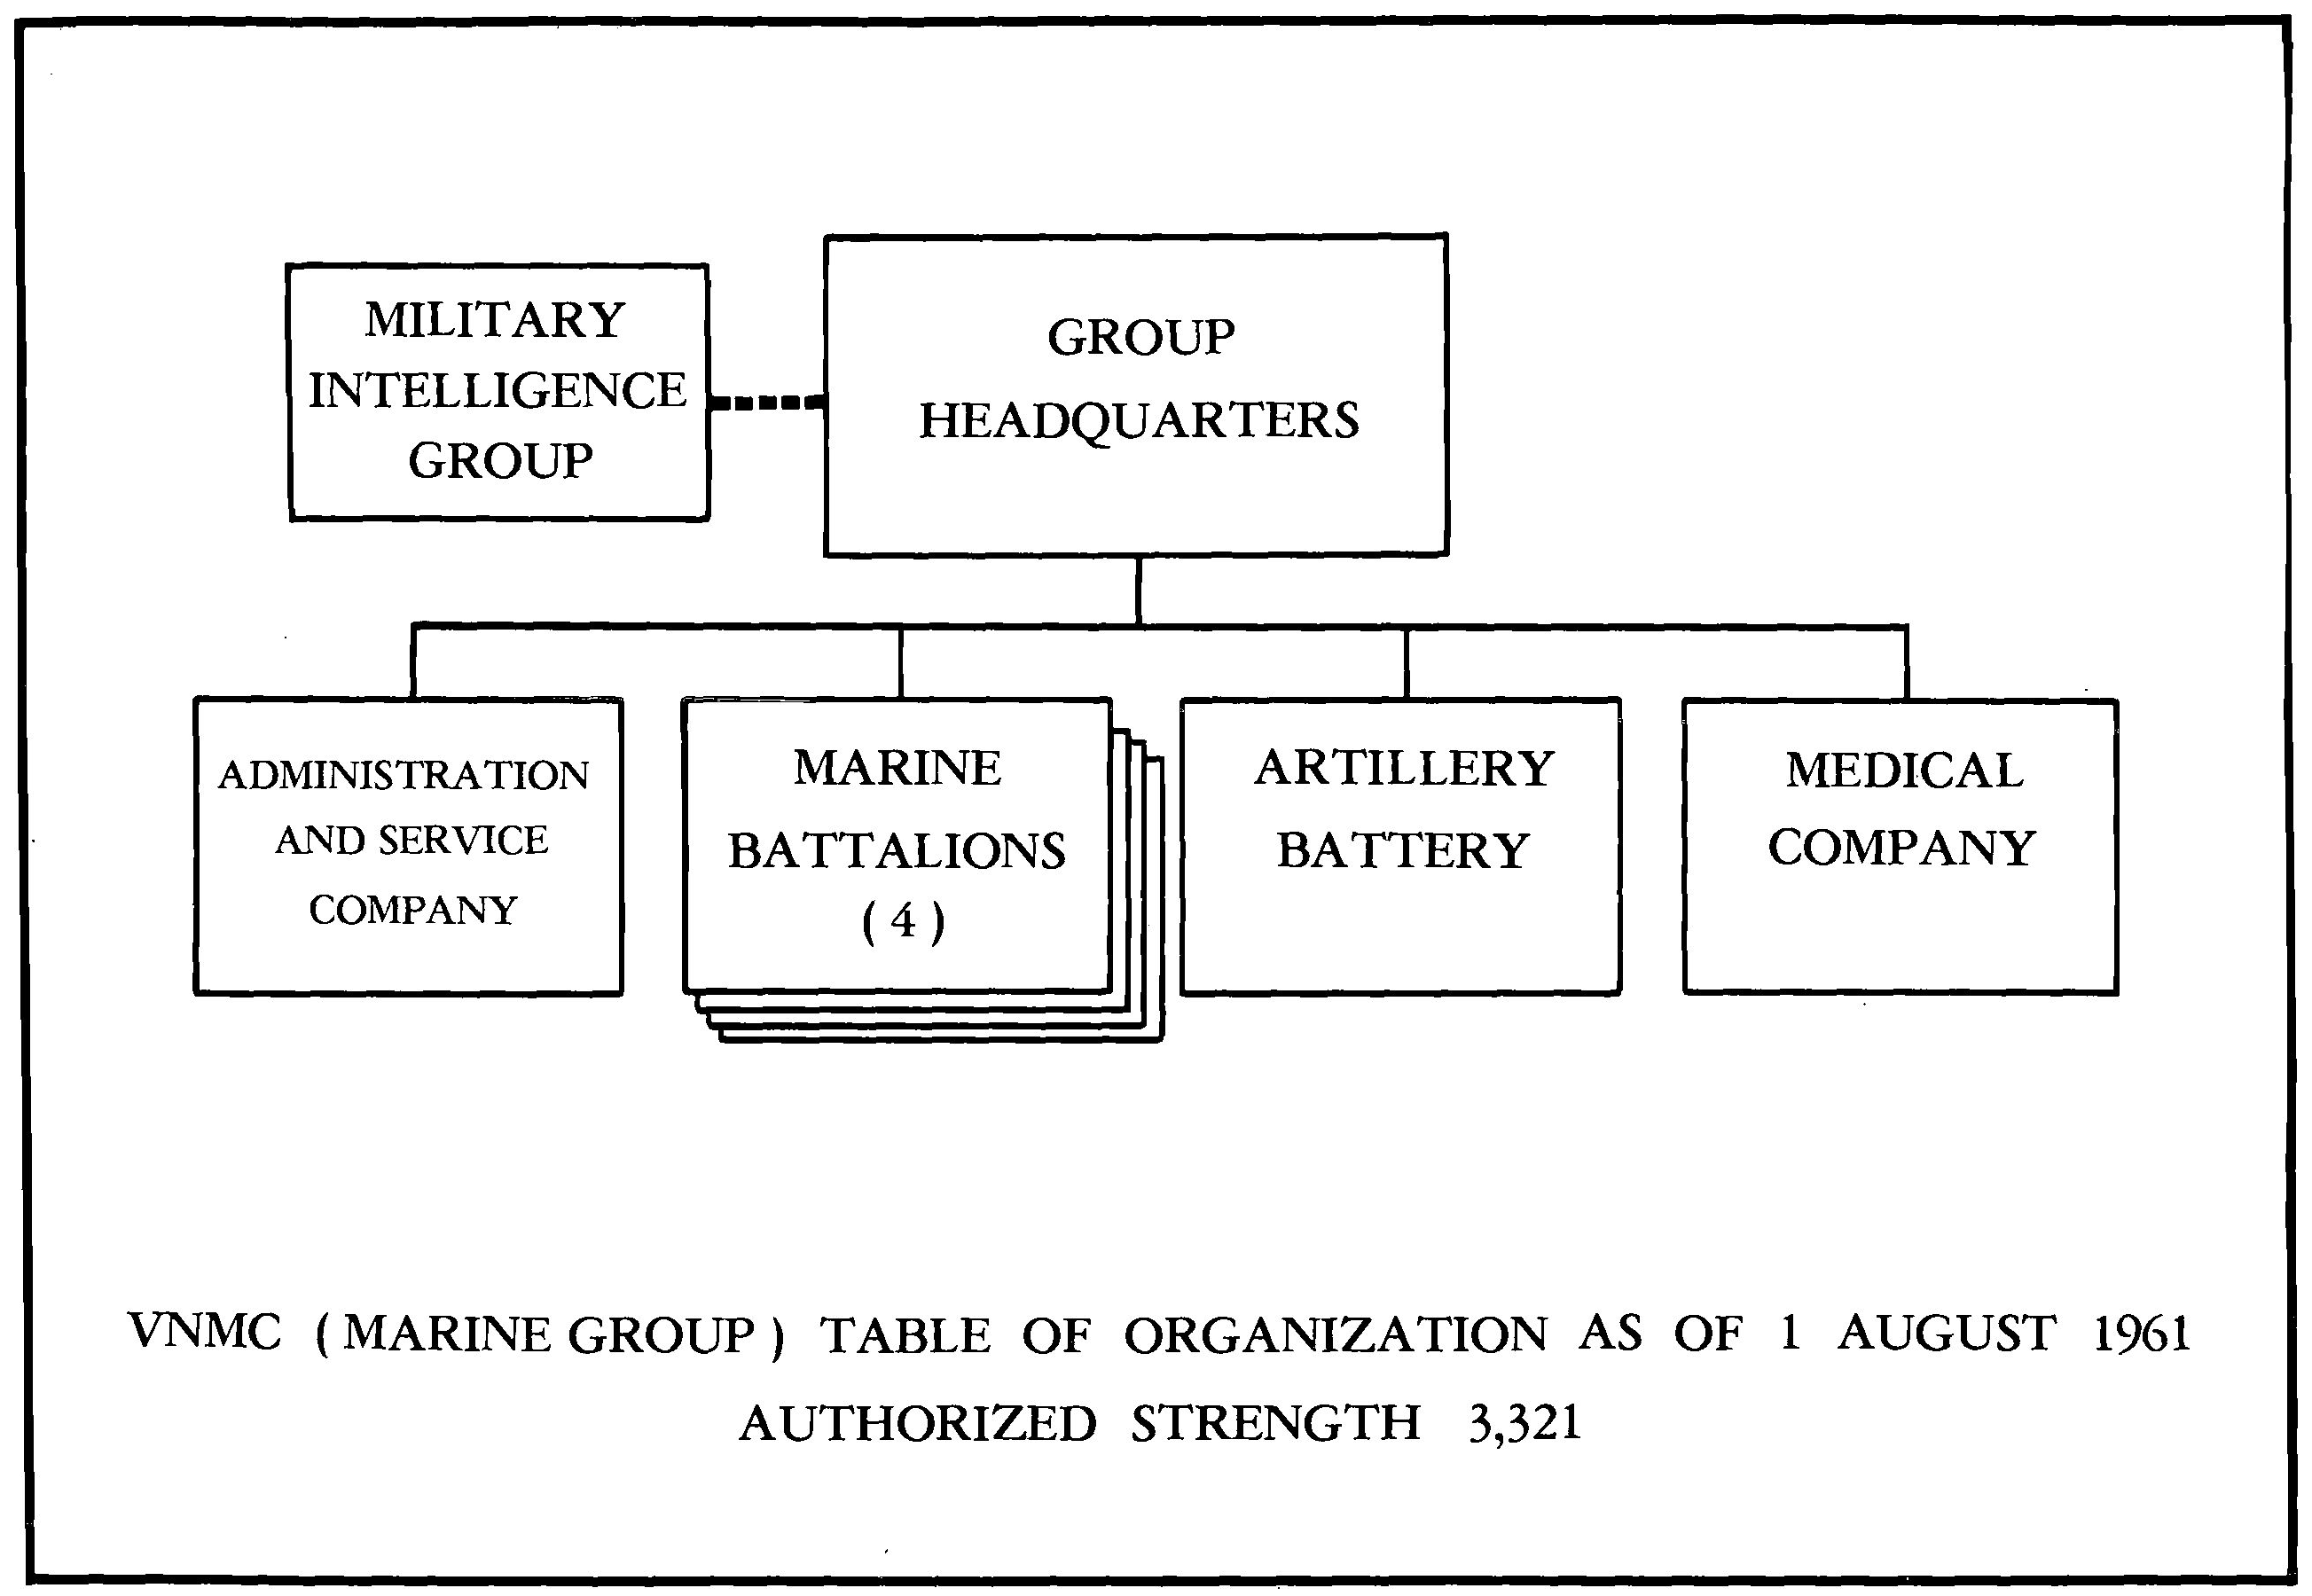 MILITARY
INTELLIGENCE
GROUP
GROUP
HEADQUARTERS
ADMINISTRATION
AND SERVICE
COMPANY
MARINE
BATTALIONS
( 4 )
ARTILLERY
BATTERY
MEDICAL
COMPANY
VNMC ( MARINE GROUP ) TABLE OF ORGANIZATION AS OF 1 AUGUST 1961
AUTHORIZED STRENGTH 3,321